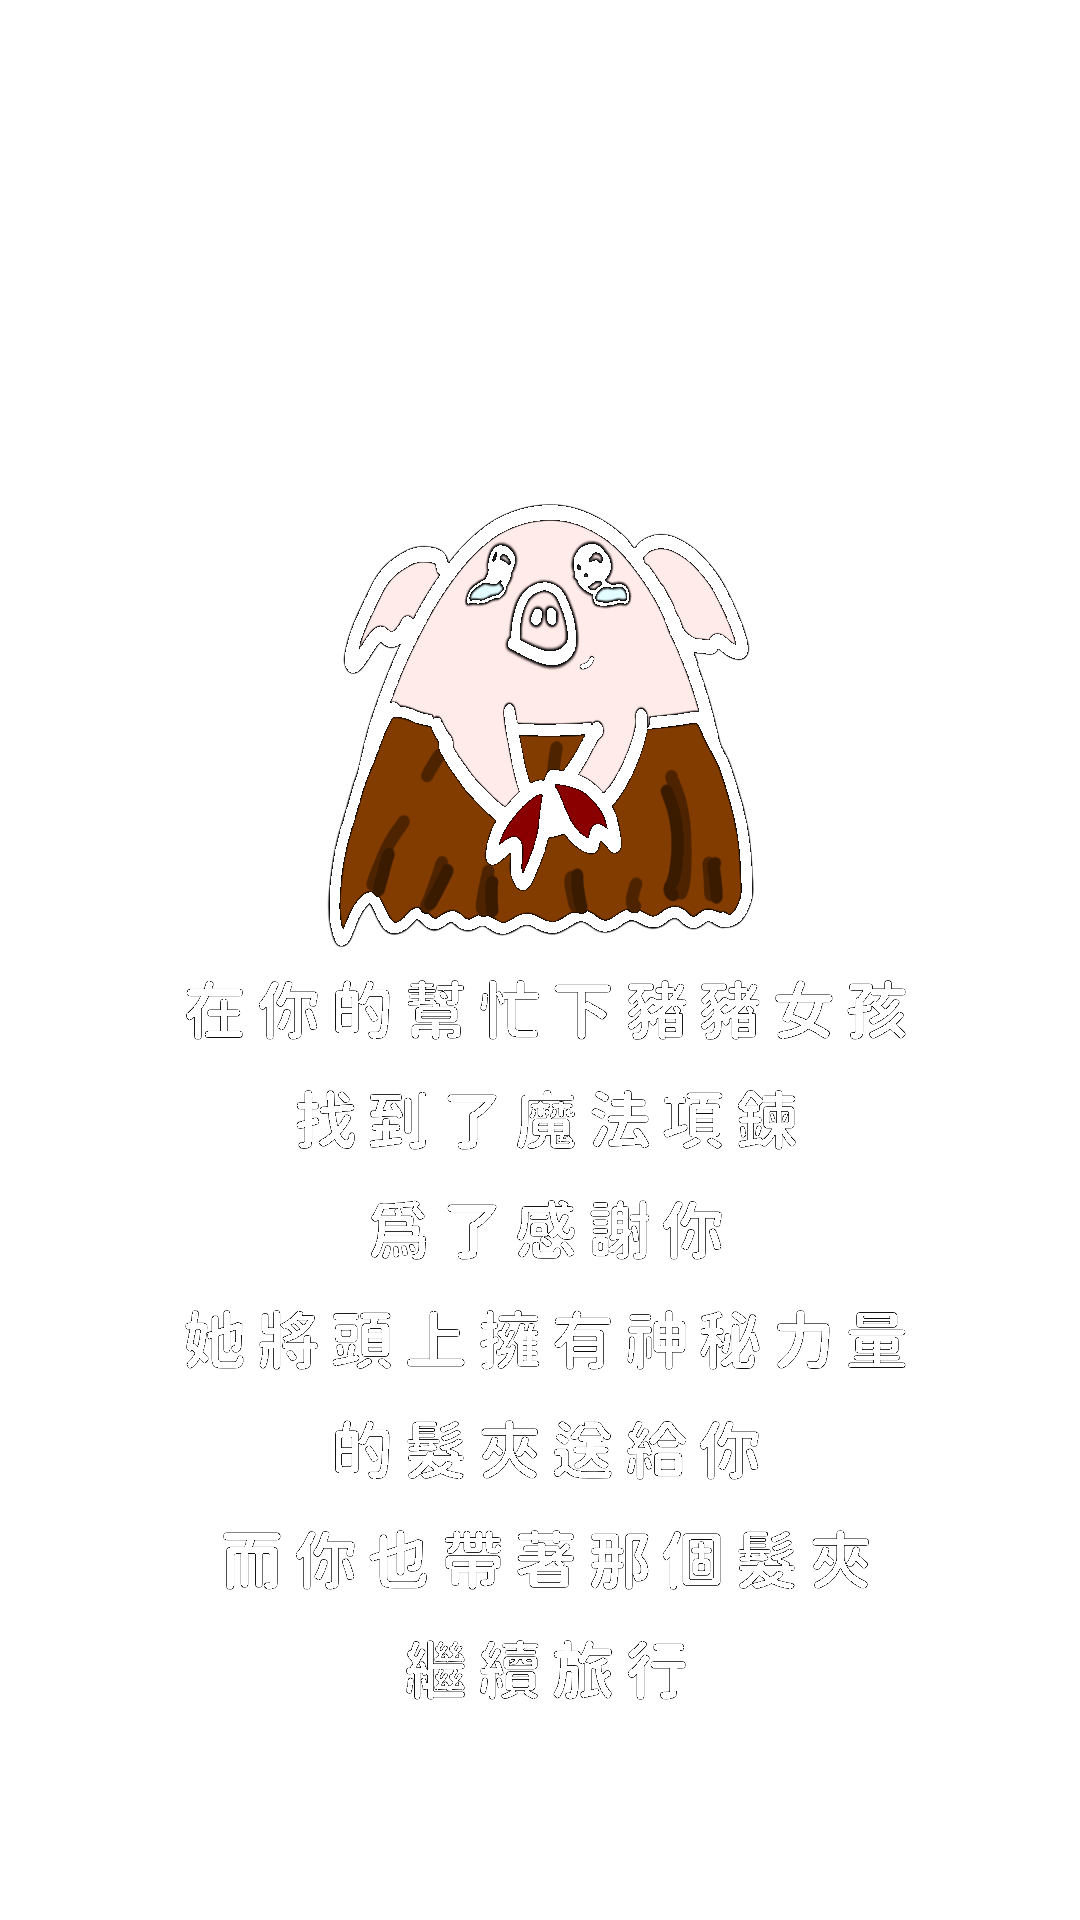 在你的幫忙下豬豬女孩
找到了魔法項鍊
為了感謝你
她將頭上擁有神秘力量
的髮夾送給你
而你也帶著那個髮夾
繼續旅行